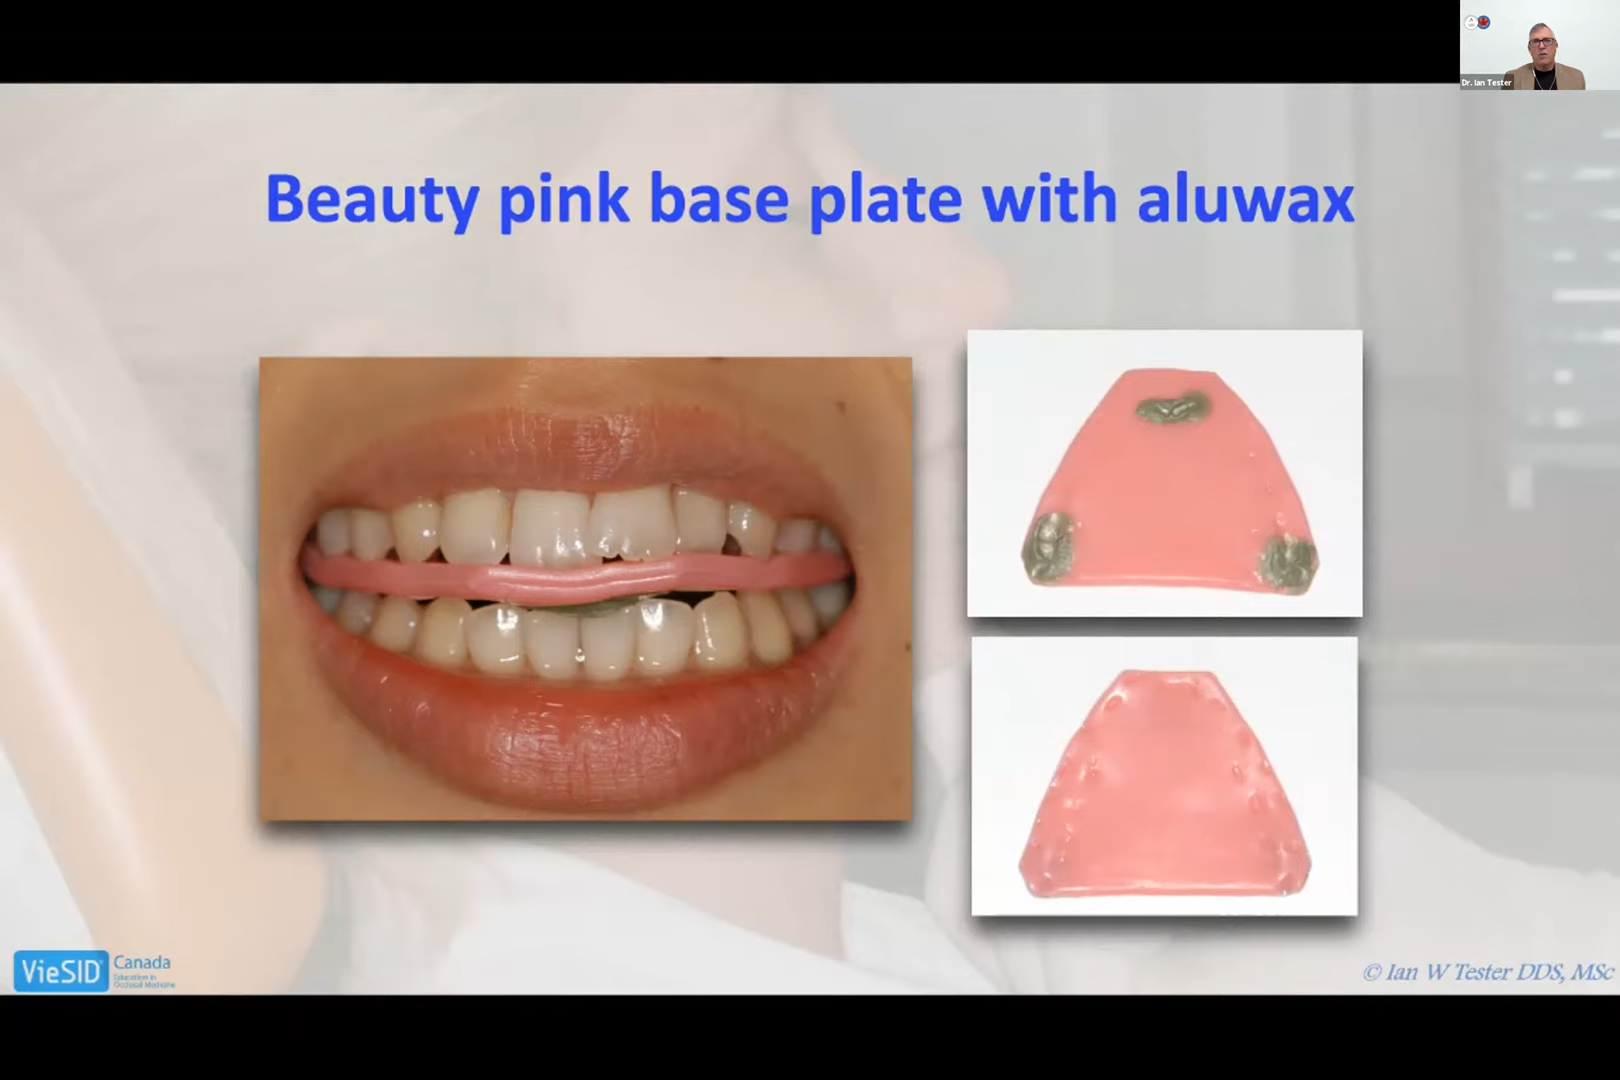 Dr. Ian Tester
Beauty pink base plate with aluwax
VieSID® Canada
Education in
Occlusal Medicine
© Ian W Tester DDS, MSc